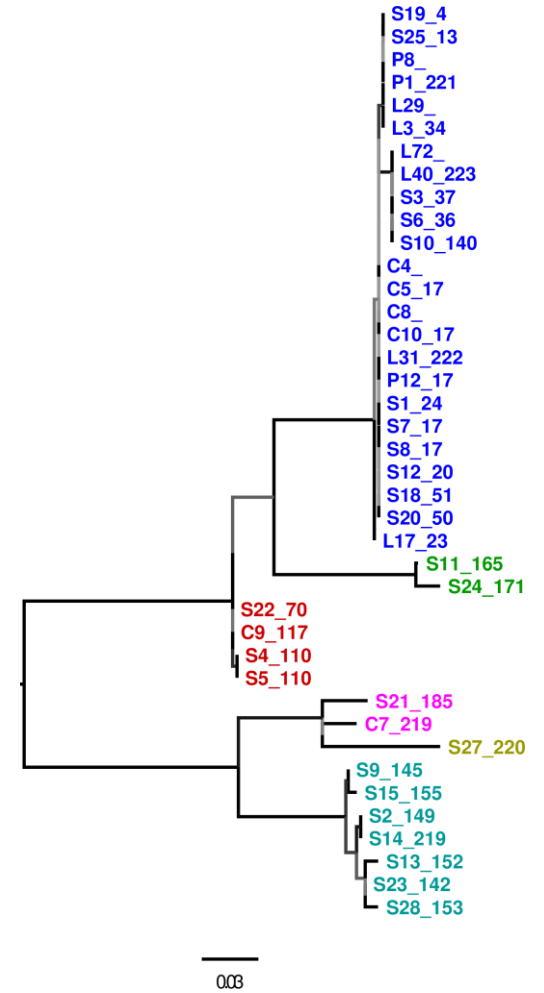 S19_4
S25_13
P8_
P1_221
L29_
L3_34
L72_
L40_223
S3_37
S6_36
S10_140
C4_
C5_17
C8_
C10_17
L31_222
P12_17
S1_24
S7_17
S8_17
S12_20
S18_51
S20_50
L17_23
S11_165
S24_171
S22_70
C9_117
S4_110
S5_110
S21_185
C7_219
S27_220
S9_145
S15_155
S2_149
S14_219
S13_152
S23_142
S28_153
0.03